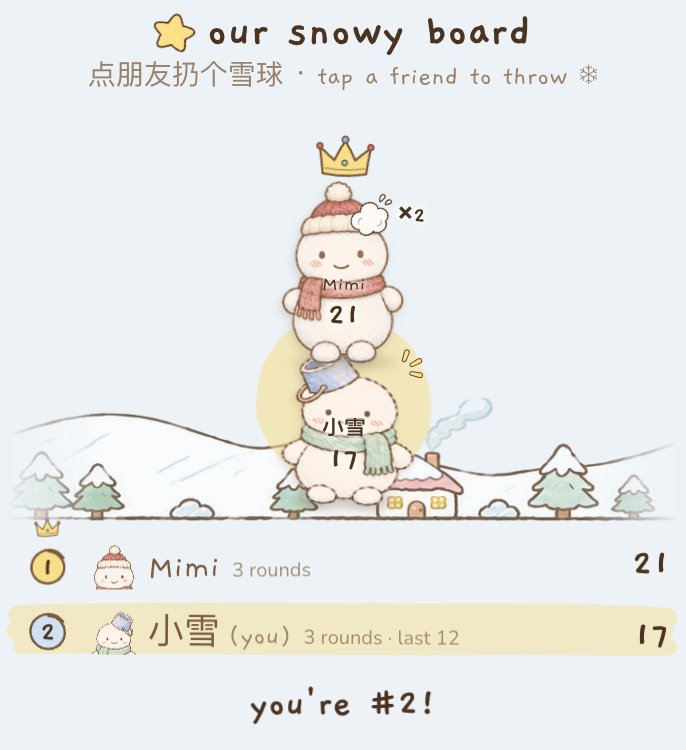 our snowy board
点朋友扔个雪球 · tap a friend to throw ❄
×2
Mimi
21
小雪
17
1 Mimi 3 rounds 21
2 小雪 (you) 3 rounds · last 12 17
you're #2!